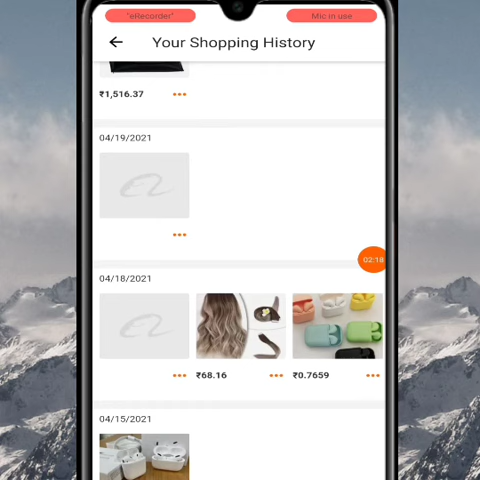 "eRecorder"
Mic in use
Your Shopping History
₹1,516.37
04/19/2021
02:18
04/18/2021
₹68.16
₹0.7659
04/15/2021